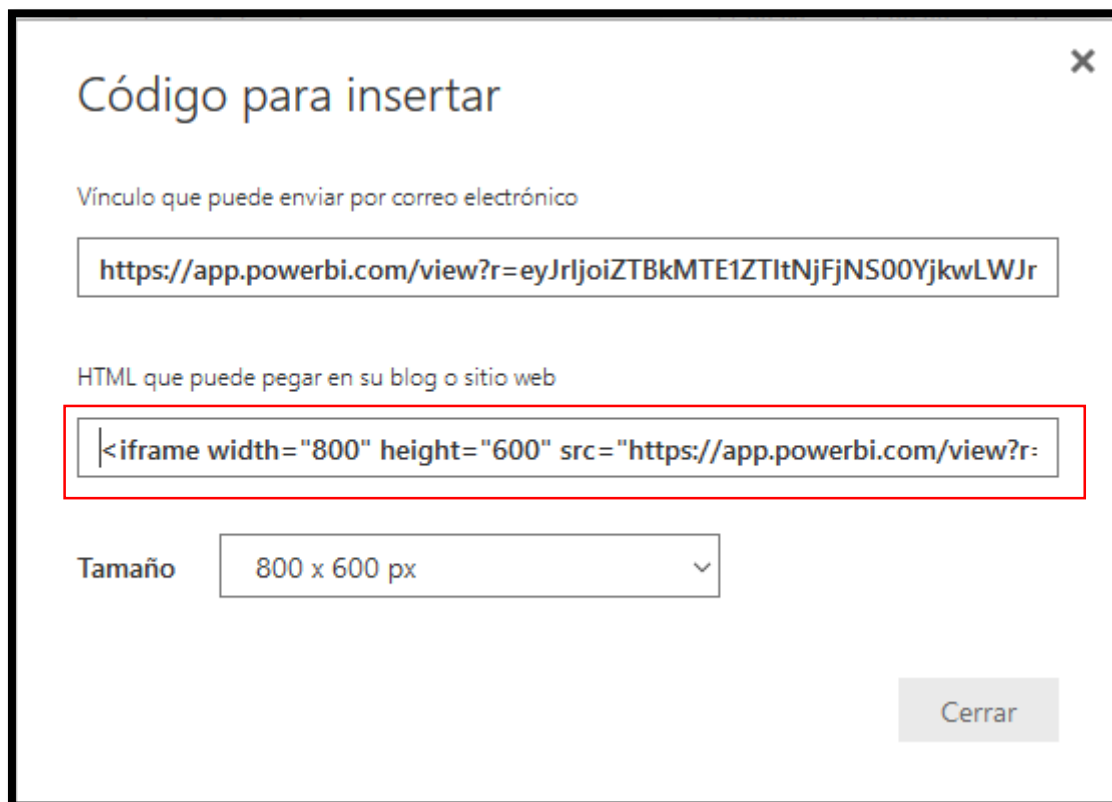 Código para insertar
Vínculo que puede enviar por correo electrónico
https://app.powerbi.com/view?r=eyJrIjoiZTBkMTE1ZTItNjFjNS00YjkwLWJr
HTML que puede pegar en su blog o sitio web
<iframe width="800" height="600" src="https://app.powerbi.com/view?r=
Tamaño 800 x 600 px
Cerrar